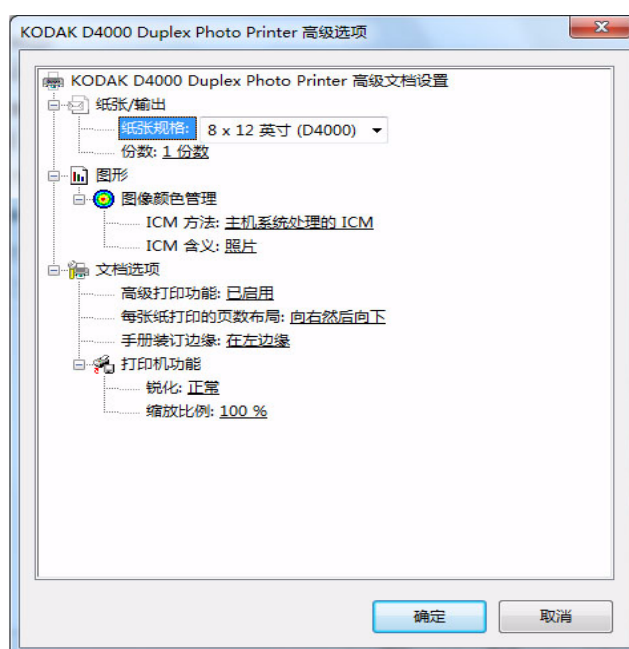 KODAK D4000 Duplex Photo Printer 高级选项
KODAK D4000 Duplex Photo Printer 高级文档设置
纸张/输出
纸张规格: 8 x 12 英寸 (D4000)
份数: 1 份数
图形
图像颜色管理
ICM 方法: 主机系统处理的 ICM
ICM 含义: 照片
文档选项
高级打印功能: 已启用
每张纸打印的页数布局: 向右然后向下
手册装订边缘: 在左边缘
打印机功能
锐化: 正常
缩放比例: 100 %
确定 取消